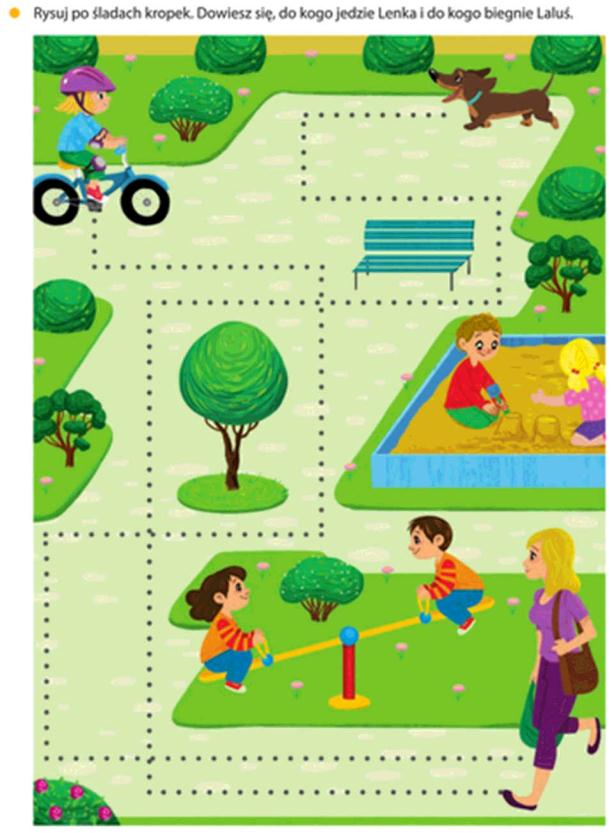 Rysuj po śladach kropek. Dowiesz się, do kogo jedzie Lenka i do kogo biegnie Laluś.